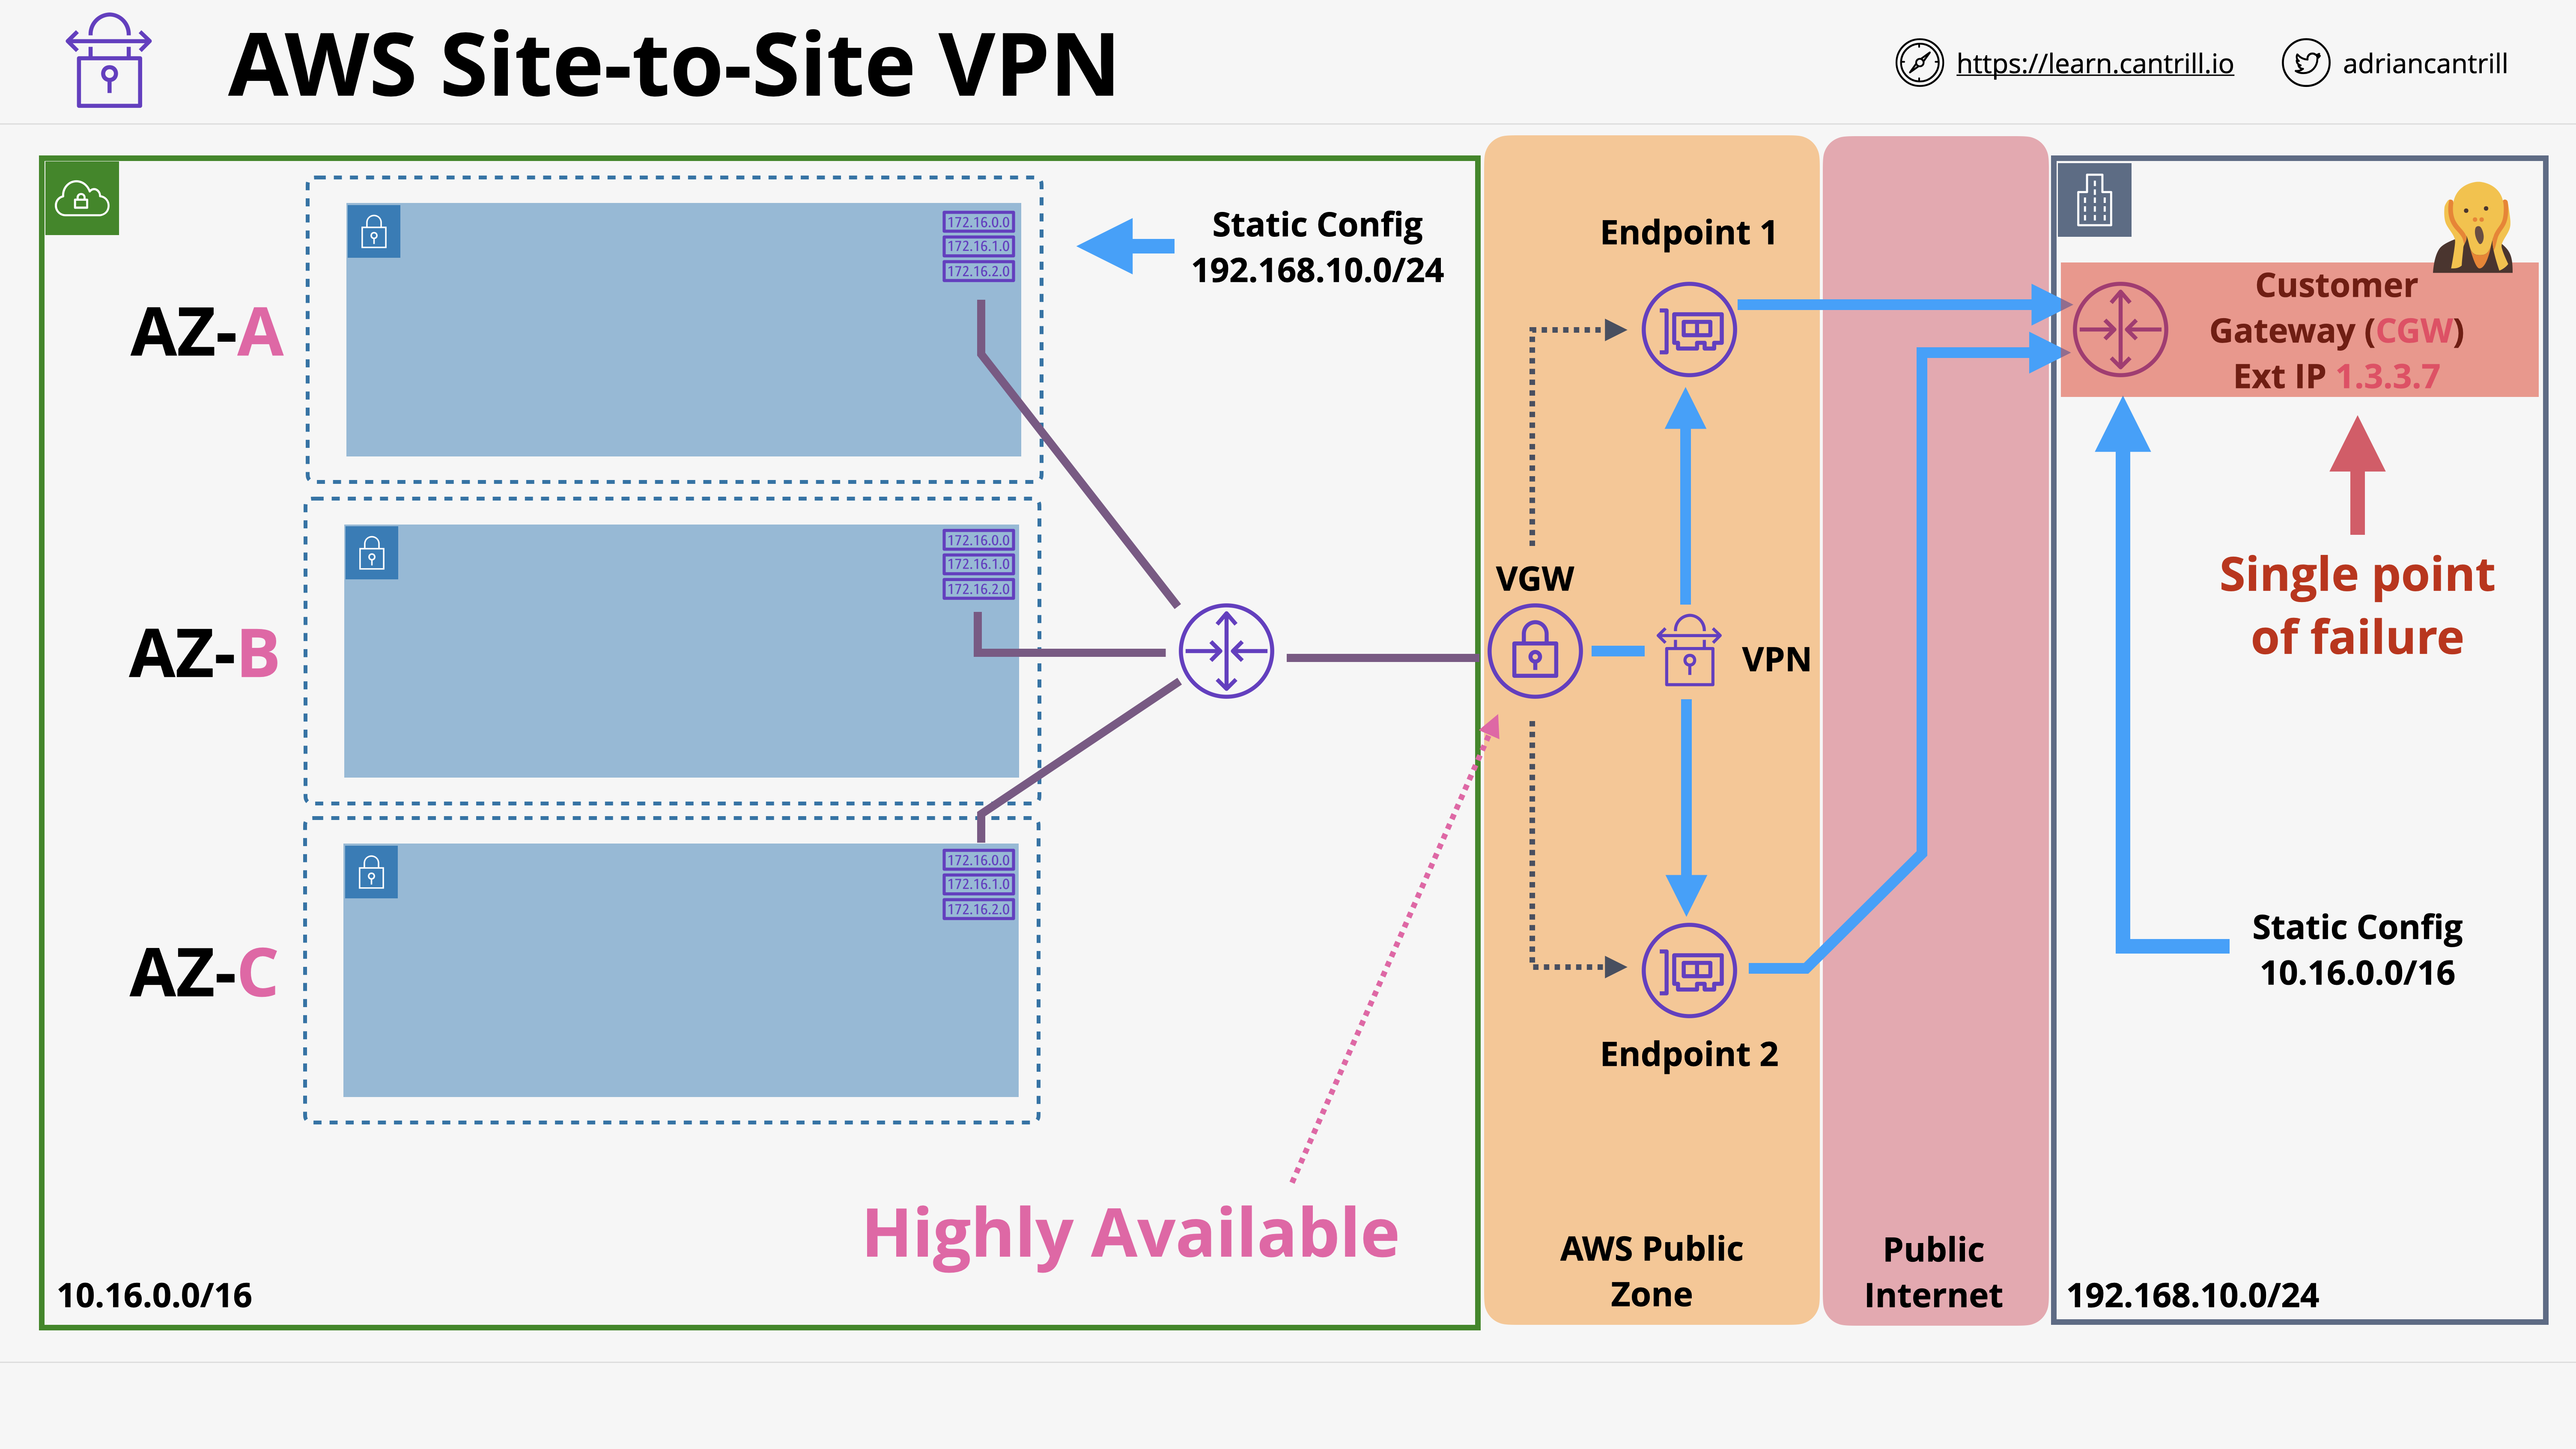 AWS Site-to-Site VPN
https://learn.cantrill.io
adriancantrill
AZ-A
172.16.0.0
172.16.1.0
172.16.2.0
Static Config
192.168.10.0/24
AZ-B
172.16.0.0
172.16.1.0
172.16.2.0
AZ-C
172.16.0.0
172.16.1.0
172.16.2.0
Highly Available
10.16.0.0/16
Endpoint 1
VGW
VPN
Endpoint 2
AWS Public
Zone
Public
Internet
Customer
Gateway (CGW)
Ext IP 1.3.3.7
Single point
of failure
Static Config
10.16.0.0/16
192.168.10.0/24